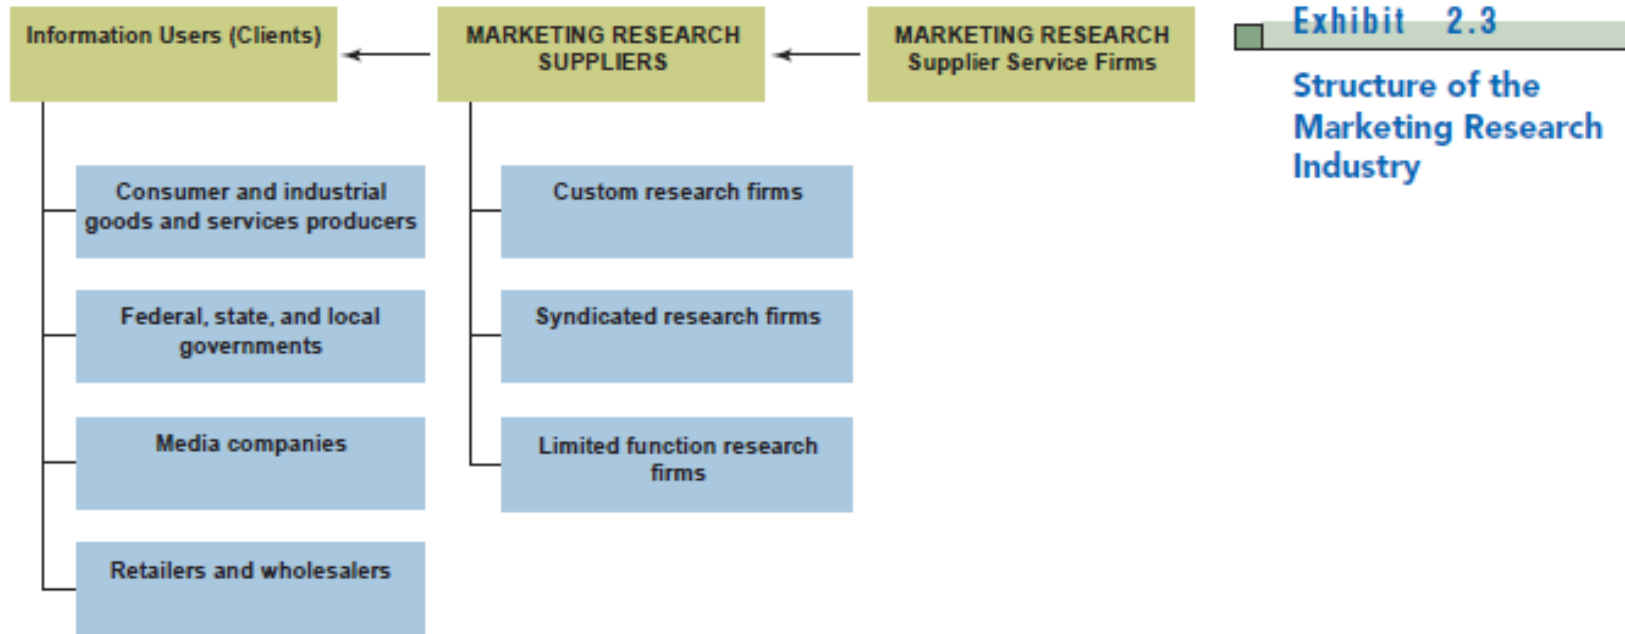 Information Users (Clients)
MARKETING RESEARCH
SUPPLIERS
MARKETING RESEARCH
Supplier Service Firms
Exhibit 2.3
Structure of the
Marketing Research
Industry
Consumer and industrial
goods and services producers
Federal, state, and local
governments
Media companies
Retailers and wholesalers
Custom research firms
Syndicated research firms
Limited function research
firms